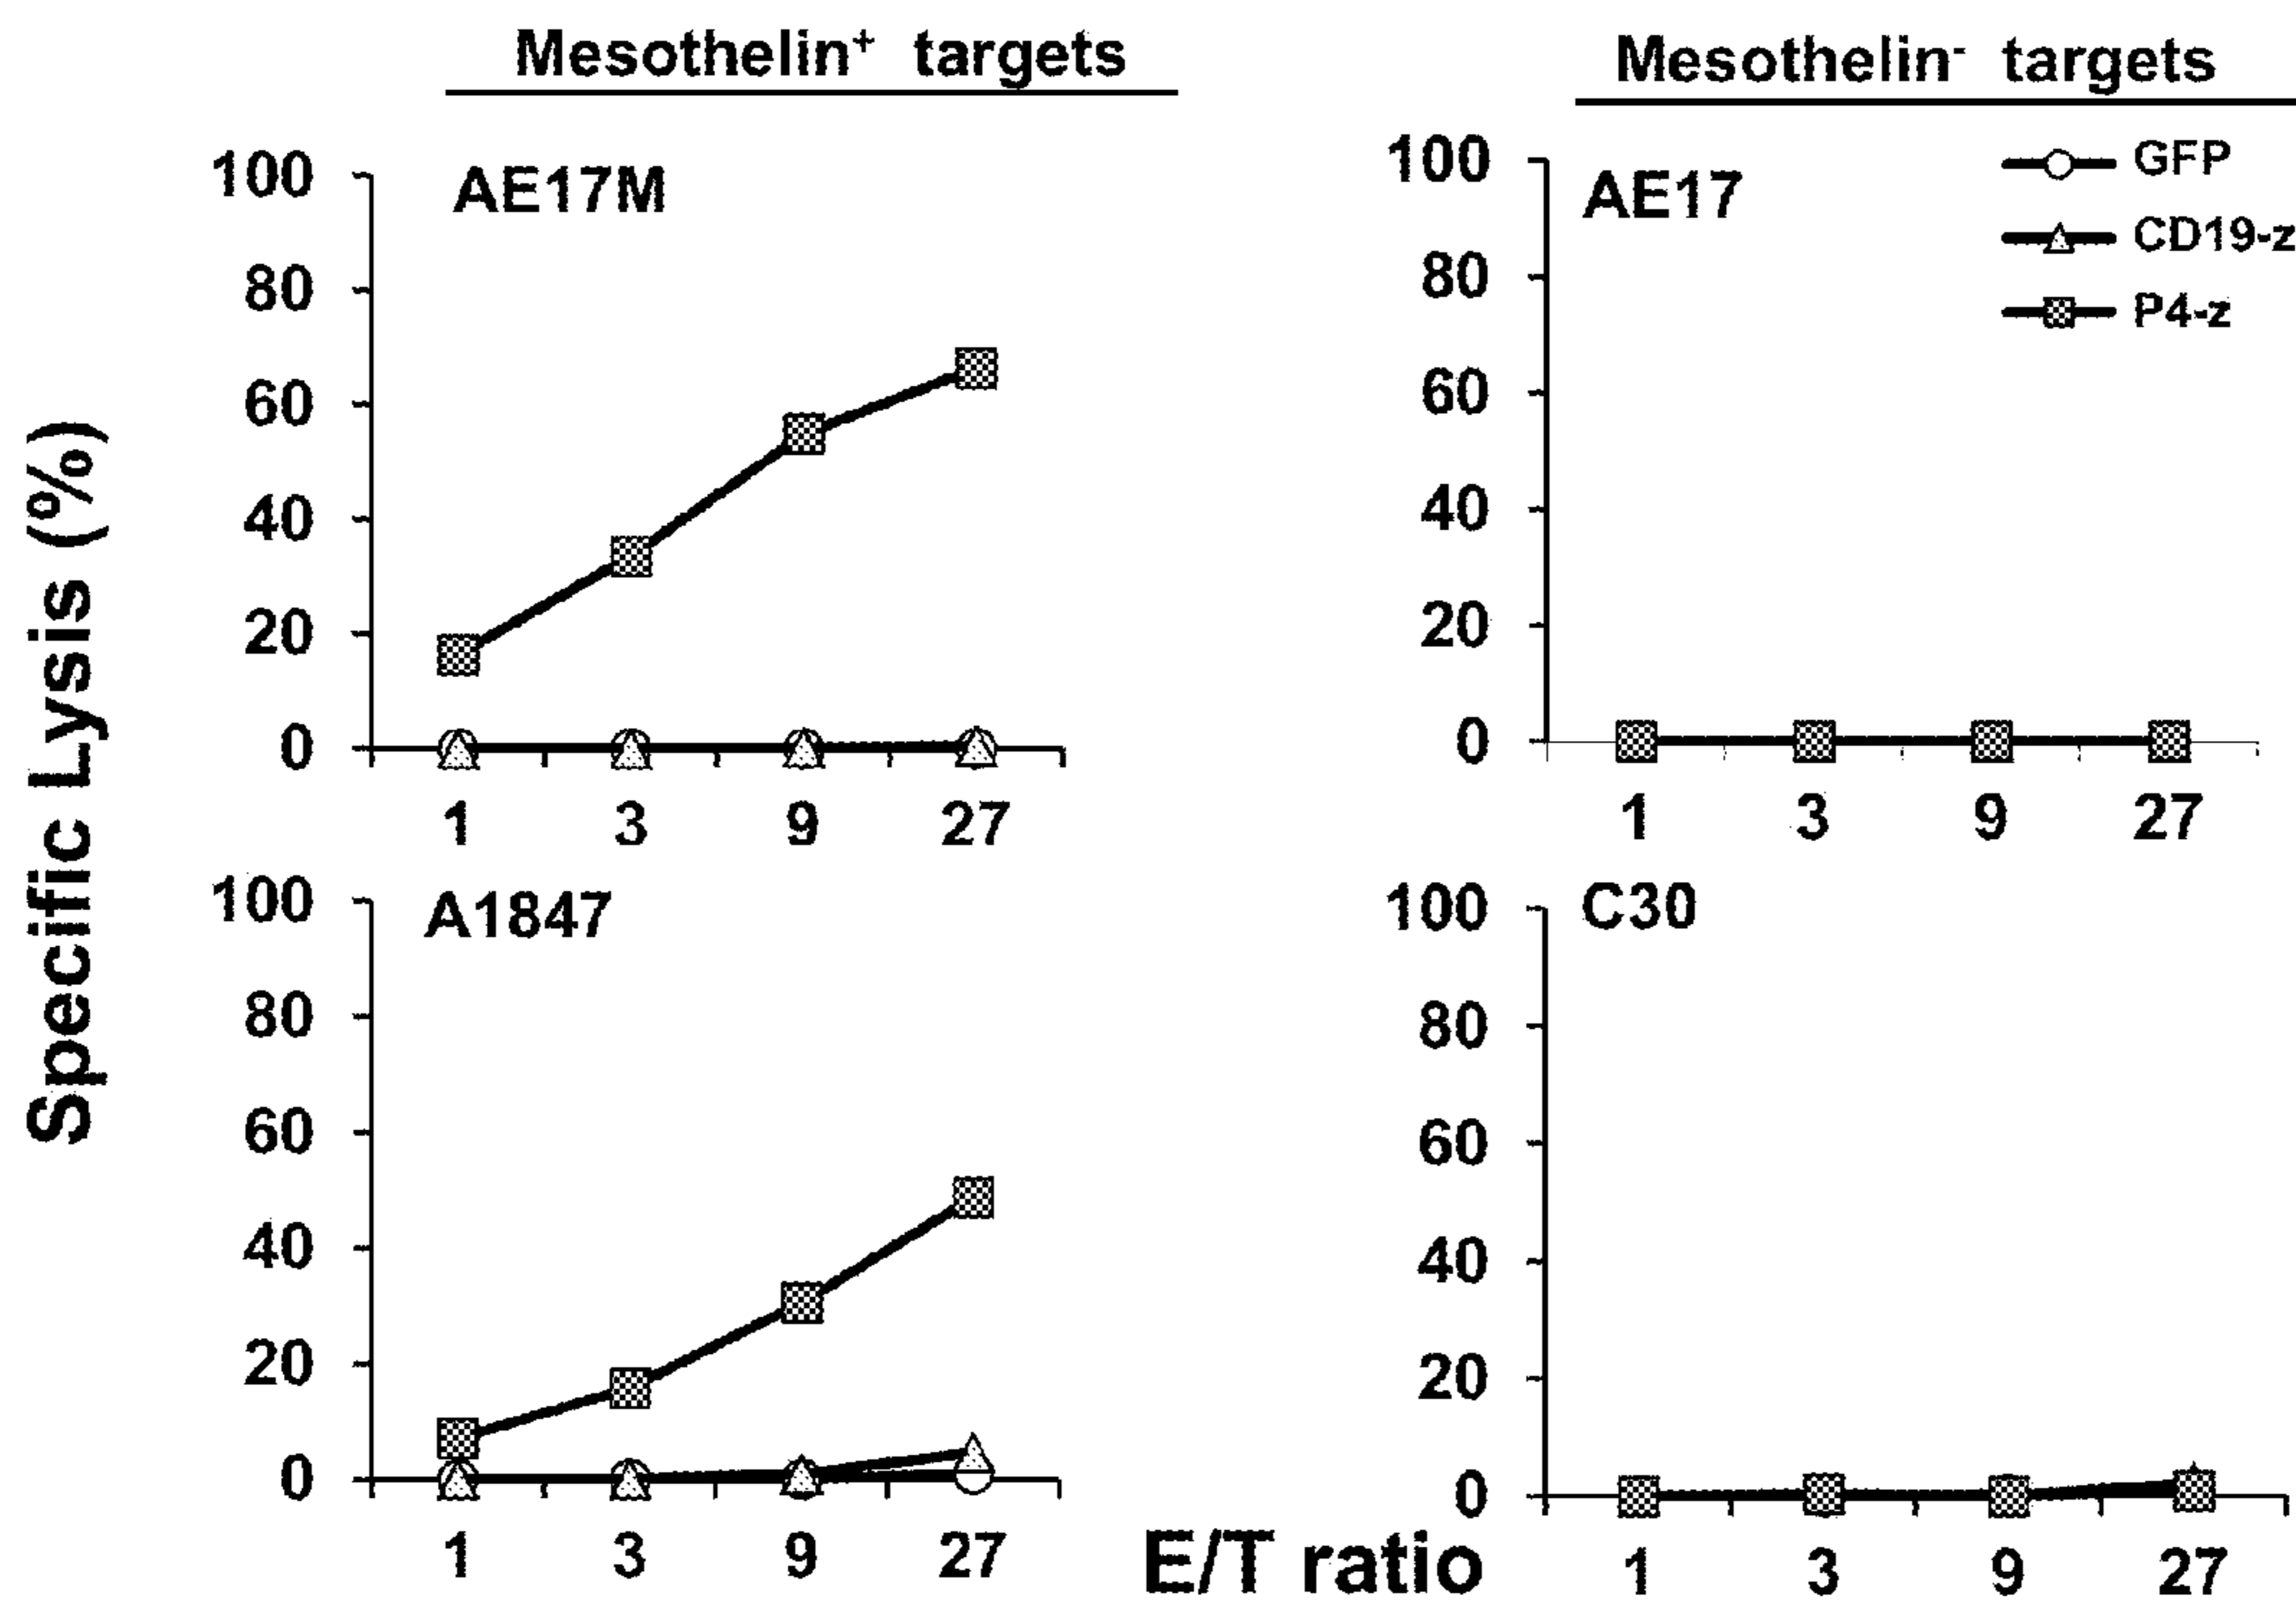 Mesothelin⁺ targets
Mesothelin⁻ targets
Specific Lysis (%)
AE17M
100
80
60
40
20
0
1 3 9 27
AE17
GFP
CD19-z
P4-z
100
80
60
40
20
0
1 3 9 27
A1847
100
80
60
40
20
0
1 3 9 27
C30
100
80
60
40
20
0
1 3 9 27
E/T ratio